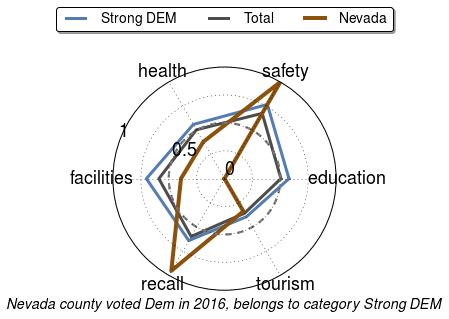 Strong DEM Total Nevada
health safety
1
0.5
0
facilities education
recall tourism
Nevada county voted Dem in 2016, belongs to category Strong DEM